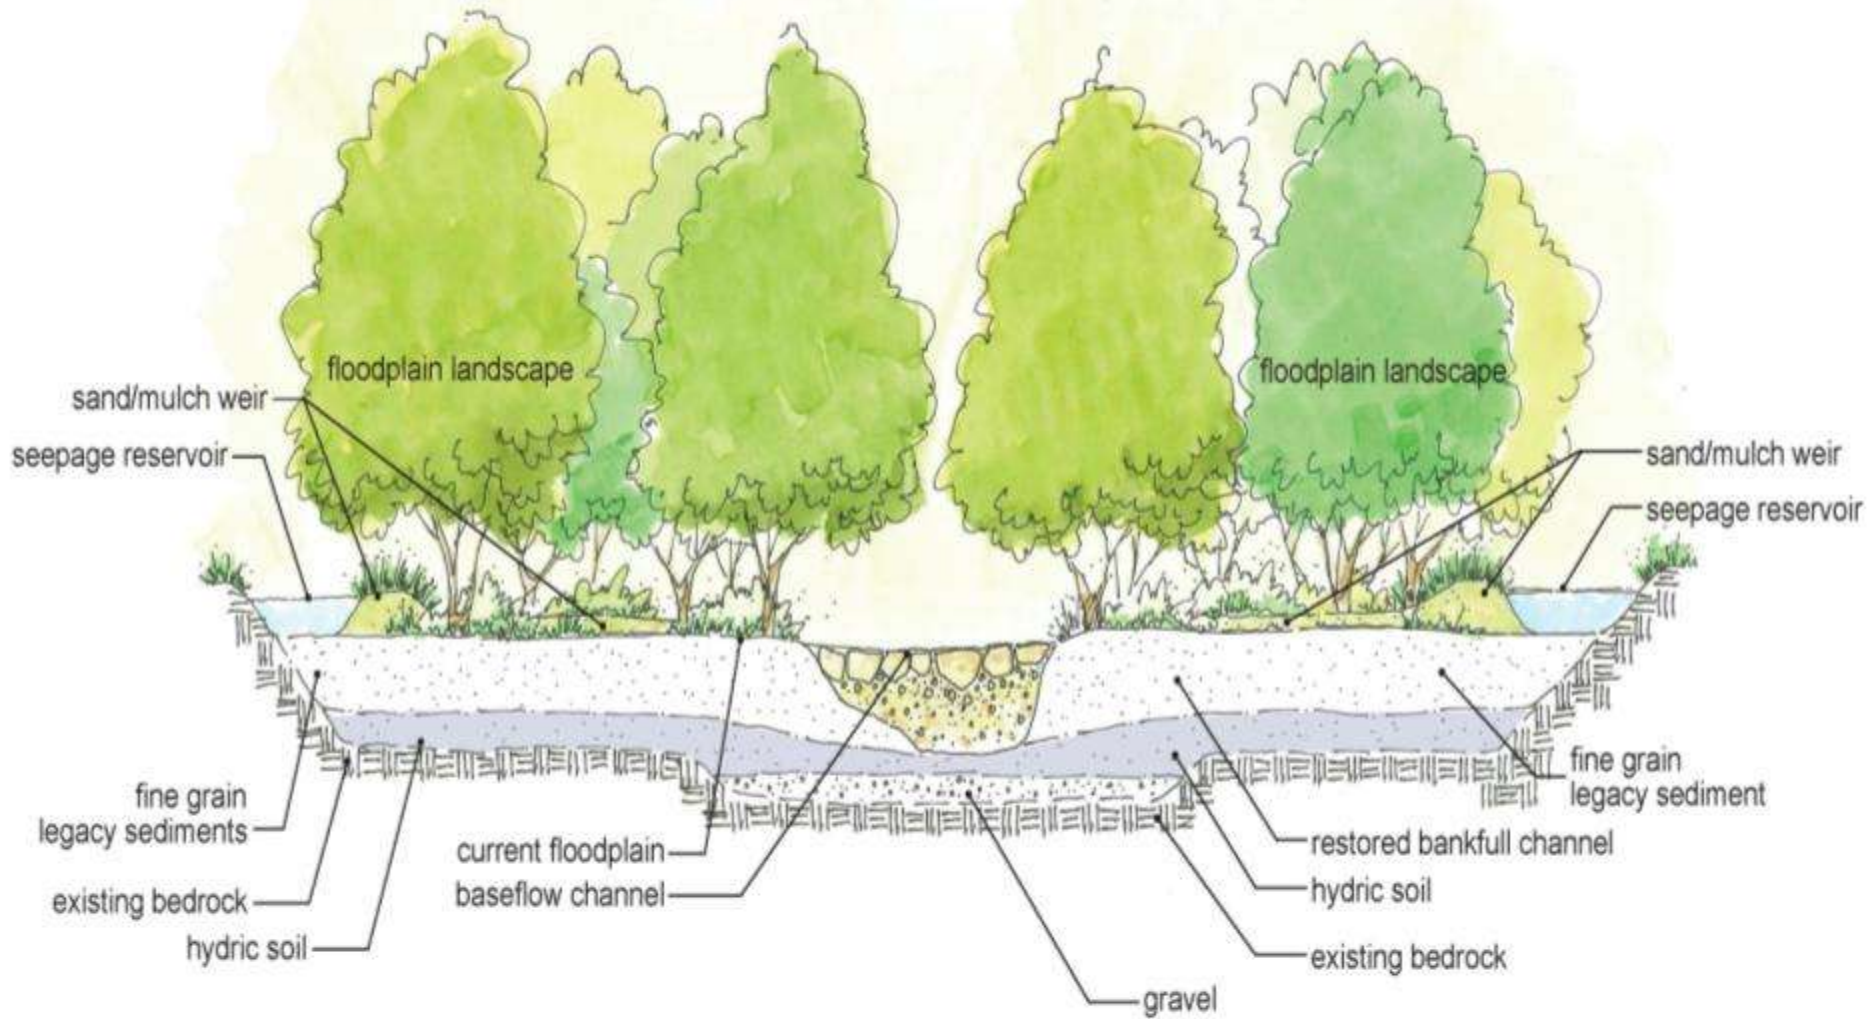 floodplain landscape
floodplain landscape
sand/mulch weir
seepage reservoir
sand/mulch weir
seepage reservoir
fine grain
legacy sediments
existing bedrock
hydric soil
current floodplain
baseflow channel
fine grain
legacy sediment
restored bankfull channel
hydric soil
existing bedrock
gravel